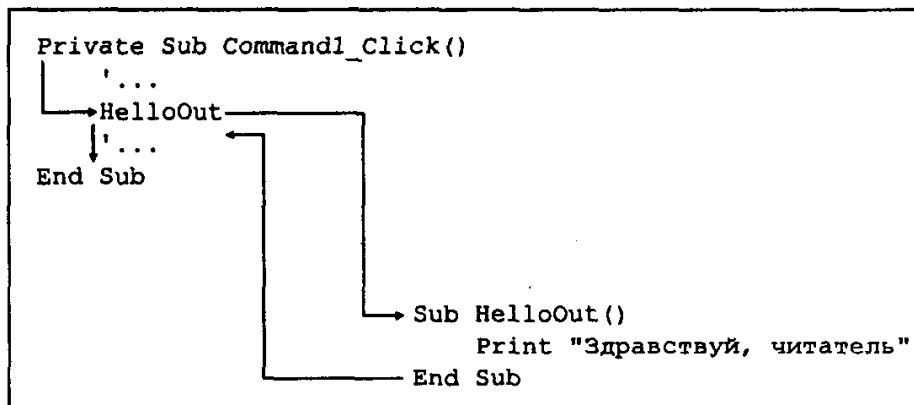 Private Sub Command1_Click()
'...
HelloOut
'...
End Sub
Sub HelloOut()
Print "Здравствуй, читатель"
End Sub